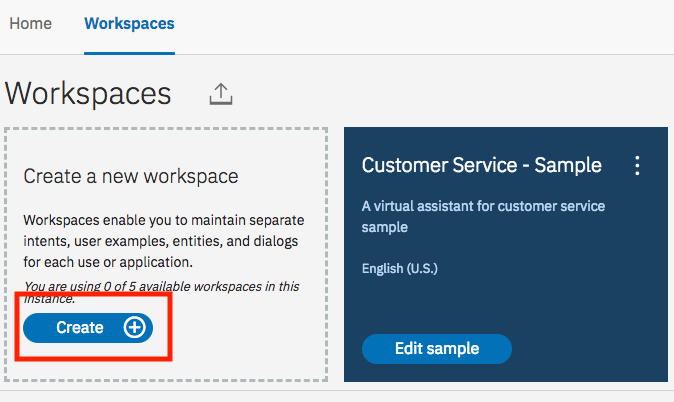 Home
Workspaces
Workspaces
Create a new workspace
Workspaces enable you to maintain separate
intents, user examples, entities, and dialogs
for each use or application.
You are using 0 of 5 available workspaces in this
instance.
Create
Customer Service - Sample
A virtual assistant for customer service
sample
English (U.S.)
Edit sample